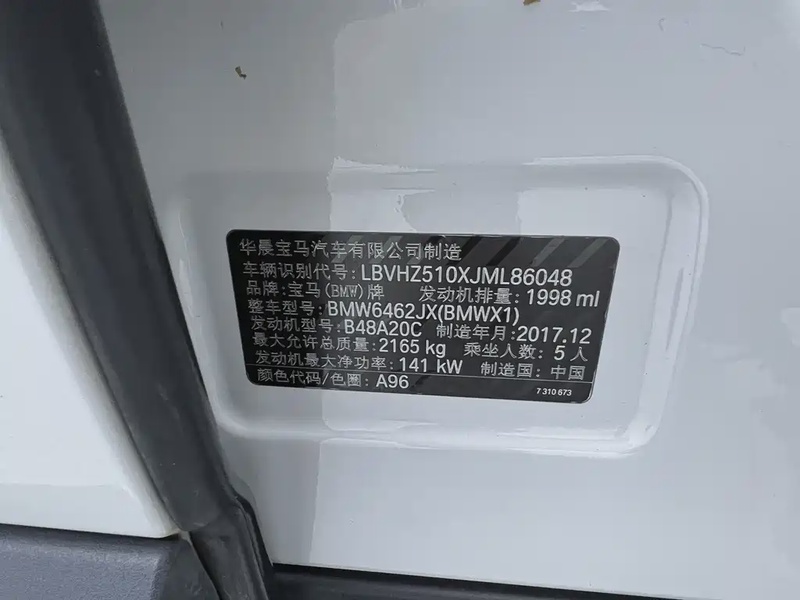 华晨宝马汽车有限公司制造
车辆识别代号: LBVHZ510XJML86048
品牌: 宝马(BMW)牌 发动机排量: 1998 ml
整车型号: BMW6462JX(BMWX1)
发动机型号: B48A20C 制造年月: 2017.12
最大允许总质量: 2165 kg 乘坐人数: 5 人
发动机最大净功率: 141 kW 制造国: 中国
颜色代码/色圈: A96
7 310 673